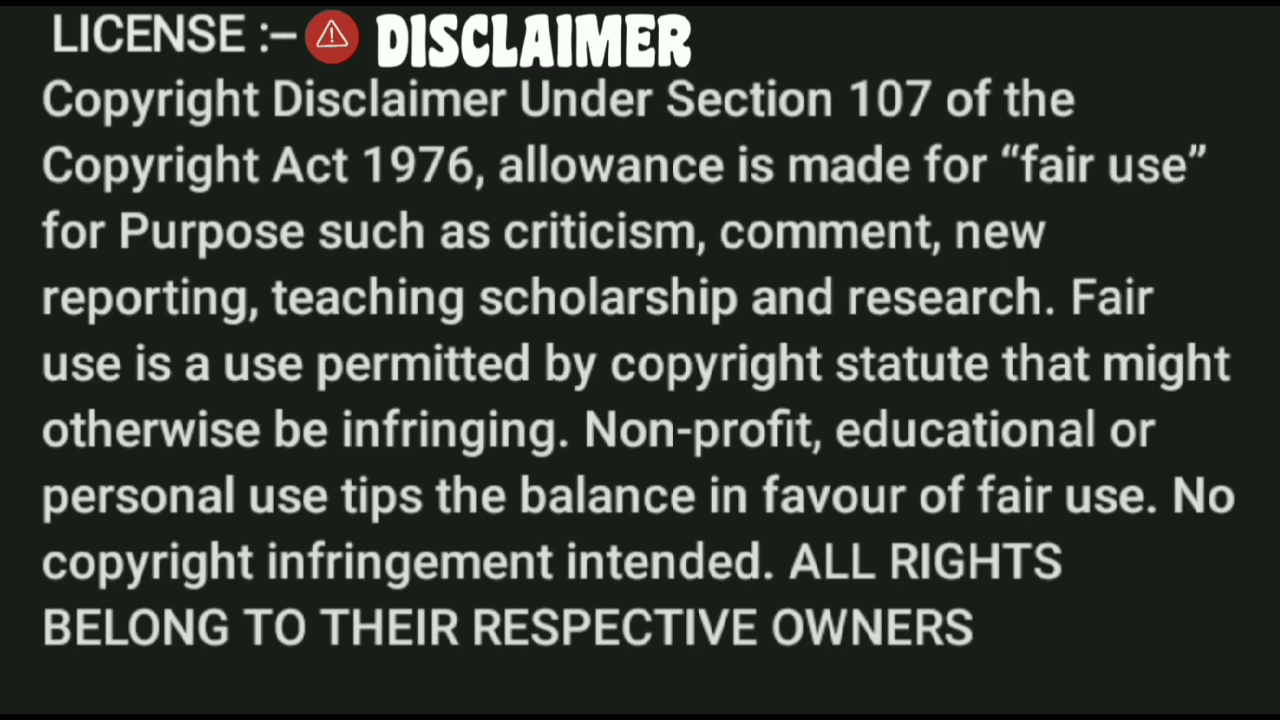 LICENSE :– DISCLAIMER
Copyright Disclaimer Under Section 107 of the
Copyright Act 1976, allowance is made for “fair use”
for Purpose such as criticism, comment, new
reporting, teaching scholarship and research. Fair
use is a use permitted by copyright statute that might
otherwise be infringing. Non-profit, educational or
personal use tips the balance in favour of fair use. No
copyright infringement intended. ALL RIGHTS
BELONG TO THEIR RESPECTIVE OWNERS